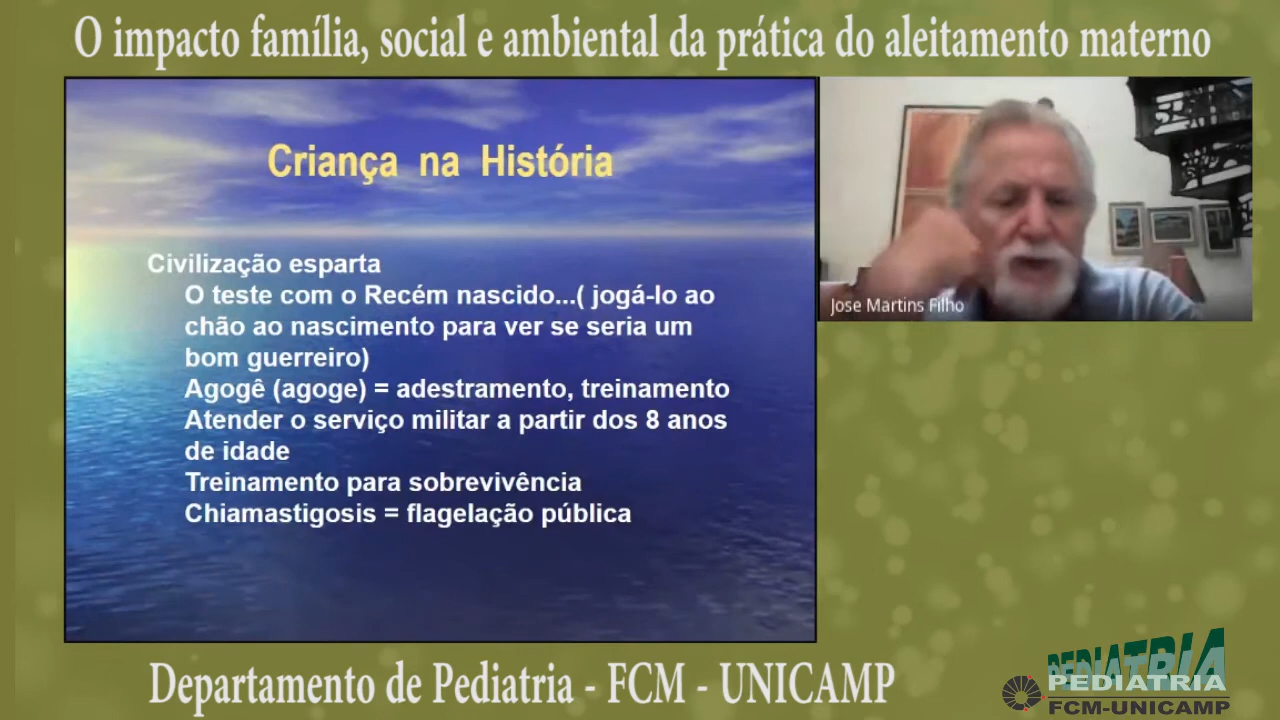 O impacto família, social e ambiental da prática do aleitamento materno
Criança na História
Civilização esparta
O teste com o Recém nascido...( jogá-lo ao
chão ao nascimento para ver se seria um
bom guerreiro)
Agogê (agoge) = adestramento, treinamento
Atender o serviço militar a partir dos 8 anos
de idade
Treinamento para sobrevivência
Chiamastigosis = flagelação pública
Jose Martins Filho
Departamento de Pediatria - FCM - UNICAMP
PEDIATRIA
PEDIATRIA
FCM-UNICAMP